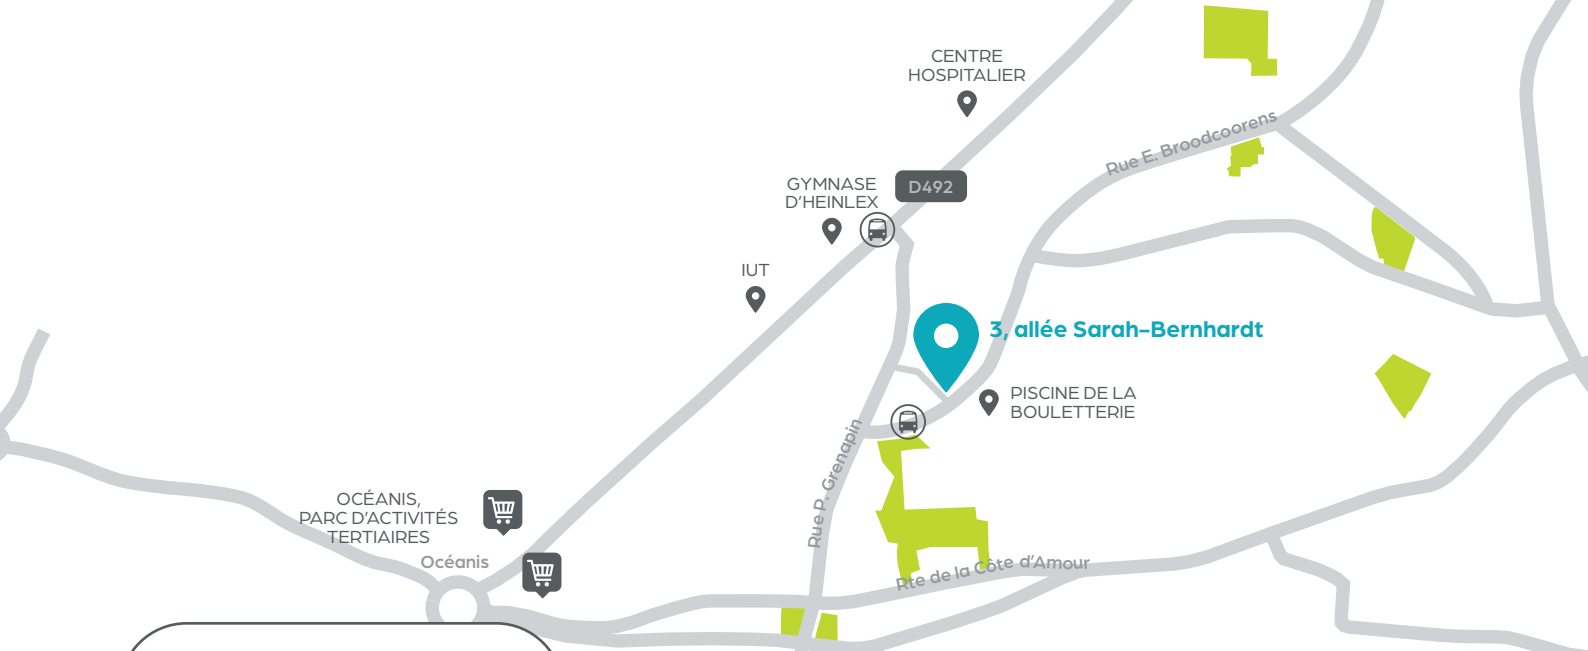 CENTRE
HOSPITALIER
Rue E. Broodcoorens
GYMNASE
D'HEINLEX
D492
IUT
3, allée Sarah-Bernhardt
PISCINE DE LA
BOULETTERIE
Rue P. Grenapin
OCÉANIS,
PARC D'ACTIVITÉS
TERTIAIRES
Océanis
Rte de la Côte d'Amour